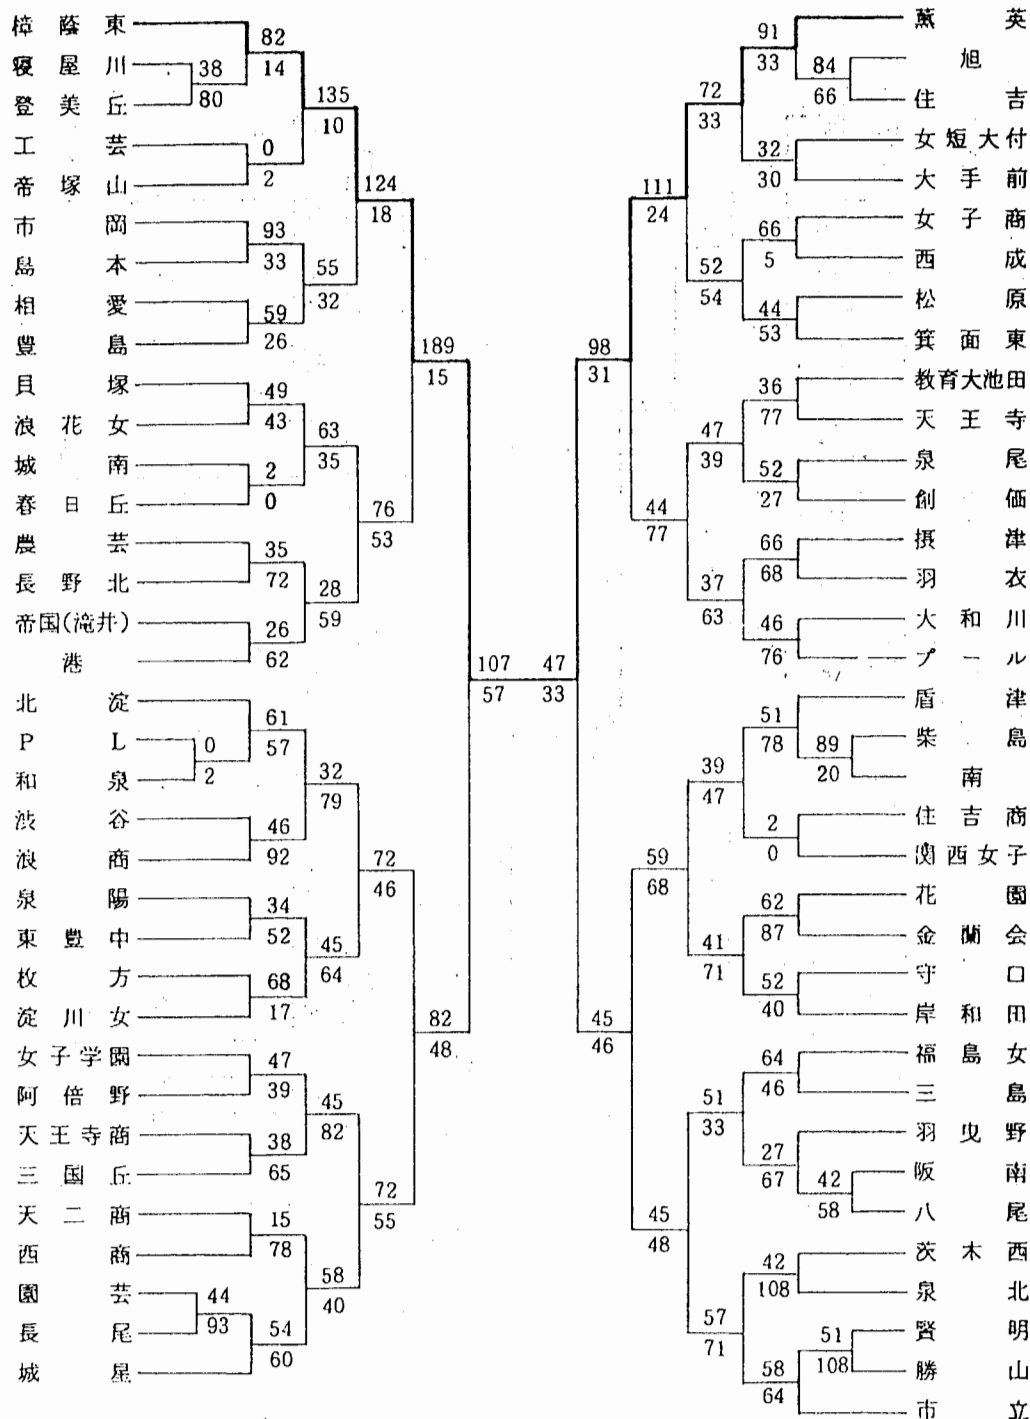 樟蔭東
寝屋川
登美丘
工芸
帝塚山
市岡
島本
相愛
豊島
貝塚
浪花女
城南
春日丘
農芸
長野北
帝国(滝井)
港
北淀
PL
和泉
渋谷
浪商
泉陽
東豊中
枚方
淀川女
女子学園
阿倍野
天王寺商
三国丘
天二商
西商
園芸
長尾
城星
38
80
0
2
44
93
82
14
0
2
93
33
59
26
49
43
2
0
35
72
26
62
61
57
46
92
34
52
68
17
47
39
38
65
15
78
54
60
135
10
55
32
63
35
28
59
32
79
45
64
45
82
58
40
124
18
76
53
72
46
72
55
189
15
82
48
107
57
47
33
98
31
45
46
111
24
44
77
59
68
45
48
72
33
52
54
47
39
37
63
39
47
41
71
51
33
57
71
91
33
32
30
66
5
44
53
36
77
52
27
66
68
46
76
51
78
2
0
62
87
52
40
64
46
27
67
42
108
58
64
84
66
89
20
42
58
51
108
薫英
旭
住吉
女短大付
大手前
女子商
西成
松原
箕面東
教育大池田
天王寺
泉尾
創価
摂津
羽衣
大和川
プール
盾津
柴島
南
住吉商
関西女子
花園
金蘭会
守口
岸和田
福島女
三島
羽曳野
阪南
八尾
茨木西
泉北
賢明
勝山
市立